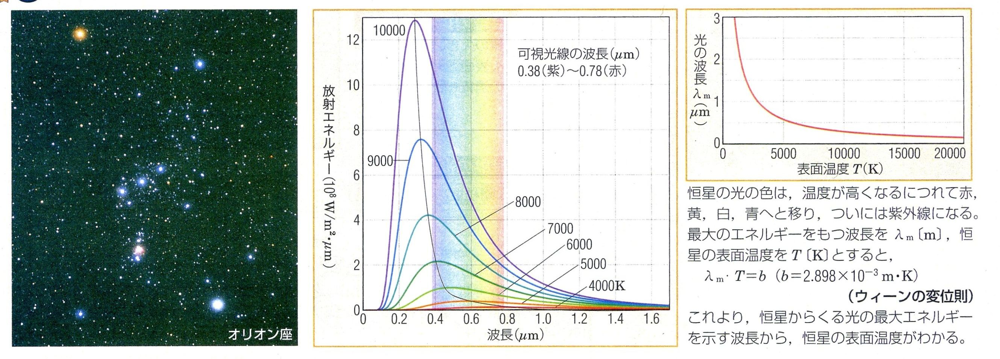 オリオン座
放射エネルギー(10⁸ W/m²・μm)
12
10
8
6
4
2
0
10000
9000
可視光線の波長(μm)
0.38(紫)〜0.78(赤)
8000
7000
6000
5000
4000K
0 0.2 0.4 0.6 0.8 1.0 1.2 1.4 1.6
波長(μm)
光の波長 λm (μm)
3
2
1
0
0 5000 10000 15000 20000
表面温度 T(K)
恒星の光の色は，温度が高くなるにつれて赤，
黄，白，青へと移り，ついには紫外線になる。
最大のエネルギーをもつ波長を λm〔m〕，恒
星の表面温度を T〔K〕とすると，
λm· T=b (b=2.898×10⁻³ m・K)
(ウィーンの変位則)
これより，恒星からくる光の最大エネルギー
を示す波長から，恒星の表面温度がわかる。